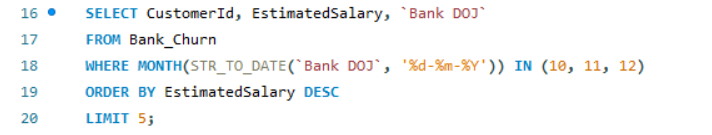 16 SELECT CustomerId, EstimatedSalary, `Bank DOJ`
17 FROM Bank_Churn
18 WHERE MONTH(STR_TO_DATE(`Bank DOJ`, '%d-%m-%Y')) IN (10, 11, 12)
19 ORDER BY EstimatedSalary DESC
20 LIMIT 5;